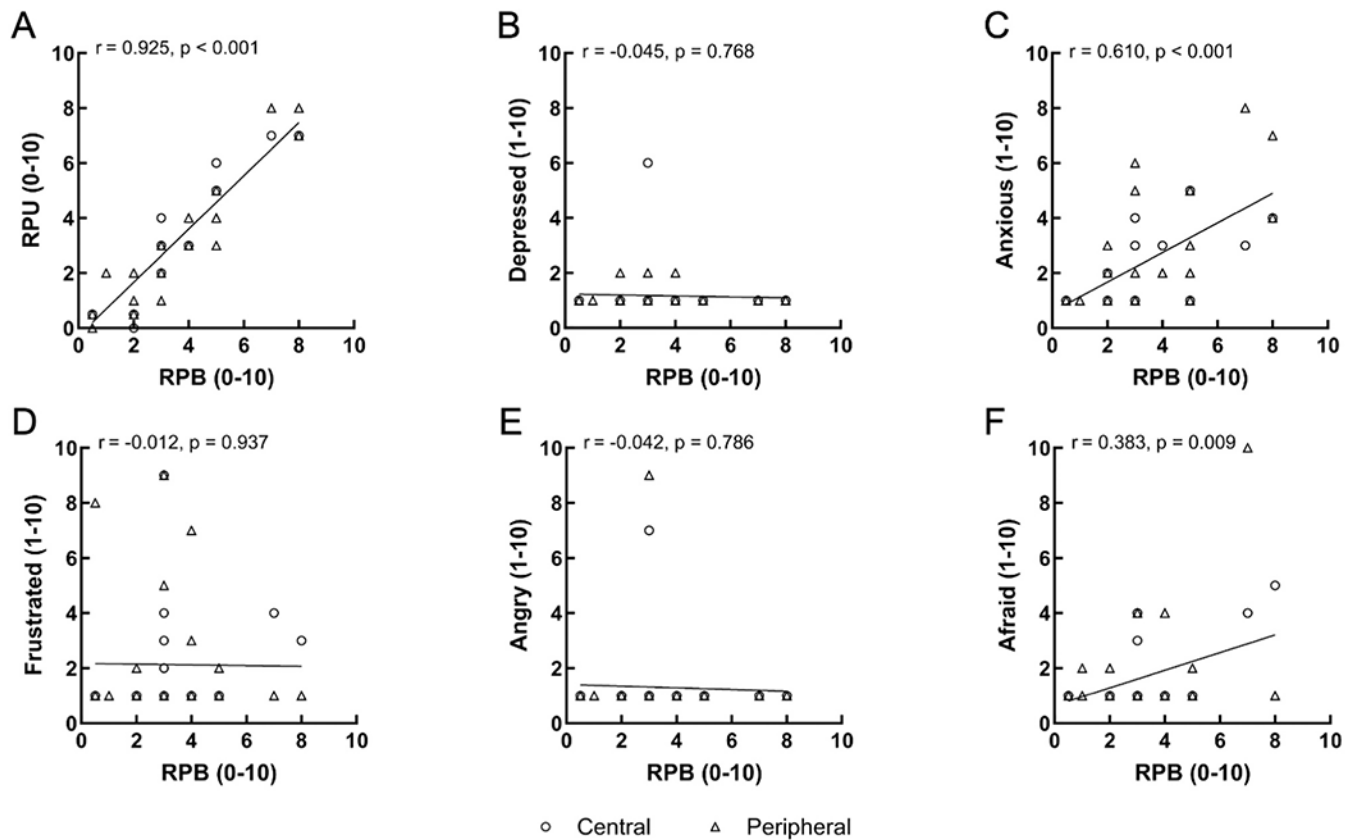 A
r = 0.925, p < 0.001
RPU (0-10)
10
8
6
4
2
0
0 2 4 6 8 10
RPB (0-10)
B
r = -0.045, p = 0.768
Depressed (1-10)
10
8
6
4
2
0
0 2 4 6 8 10
RPB (0-10)
C
r = 0.610, p < 0.001
Anxious (1-10)
10
8
6
4
2
0
0 2 4 6 8 10
RPB (0-10)
D
r = -0.012, p = 0.937
Frustrated (1-10)
10
8
6
4
2
0
0 2 4 6 8 10
RPB (0-10)
E
r = -0.042, p = 0.786
Angry (1-10)
10
8
6
4
2
0
0 2 4 6 8 10
RPB (0-10)
F
r = 0.383, p = 0.009
Afraid (1-10)
10
8
6
4
2
0
0 2 4 6 8 10
RPB (0-10)
Central Peripheral